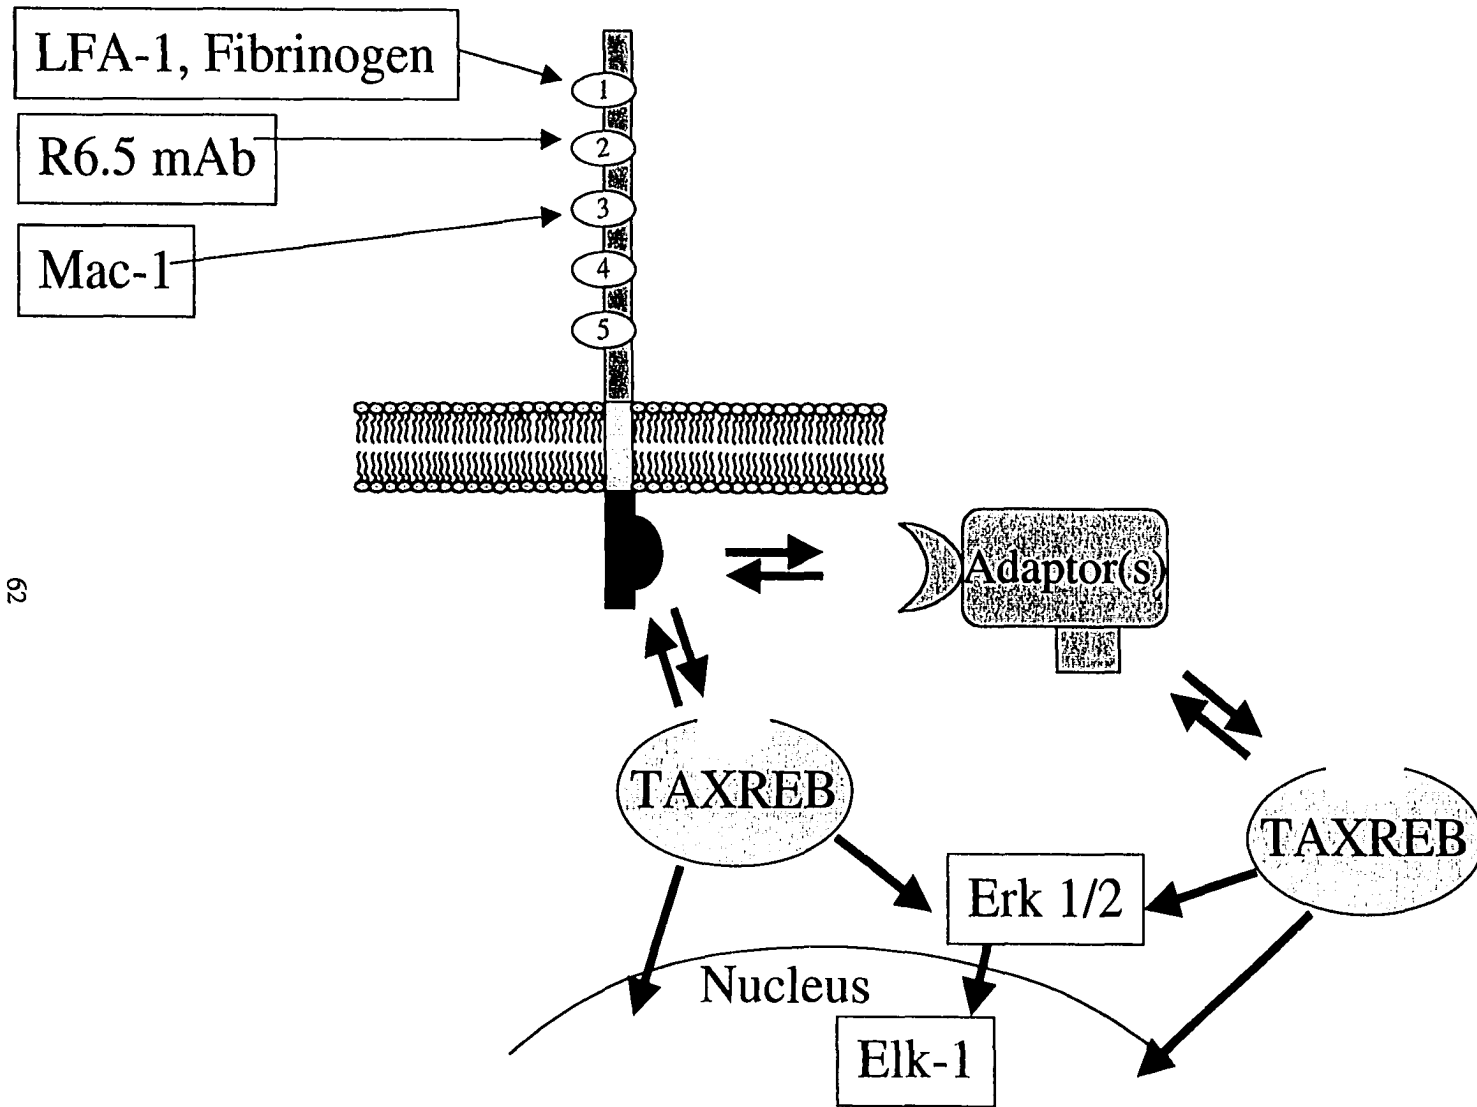 LFA-1, Fibrinogen
R6.5 mAb
Mac-1
1
2
3
4
5
62
Adaptor(s)
TAXREB
TAXREB
Erk 1/2
Nucleus
Elk-1